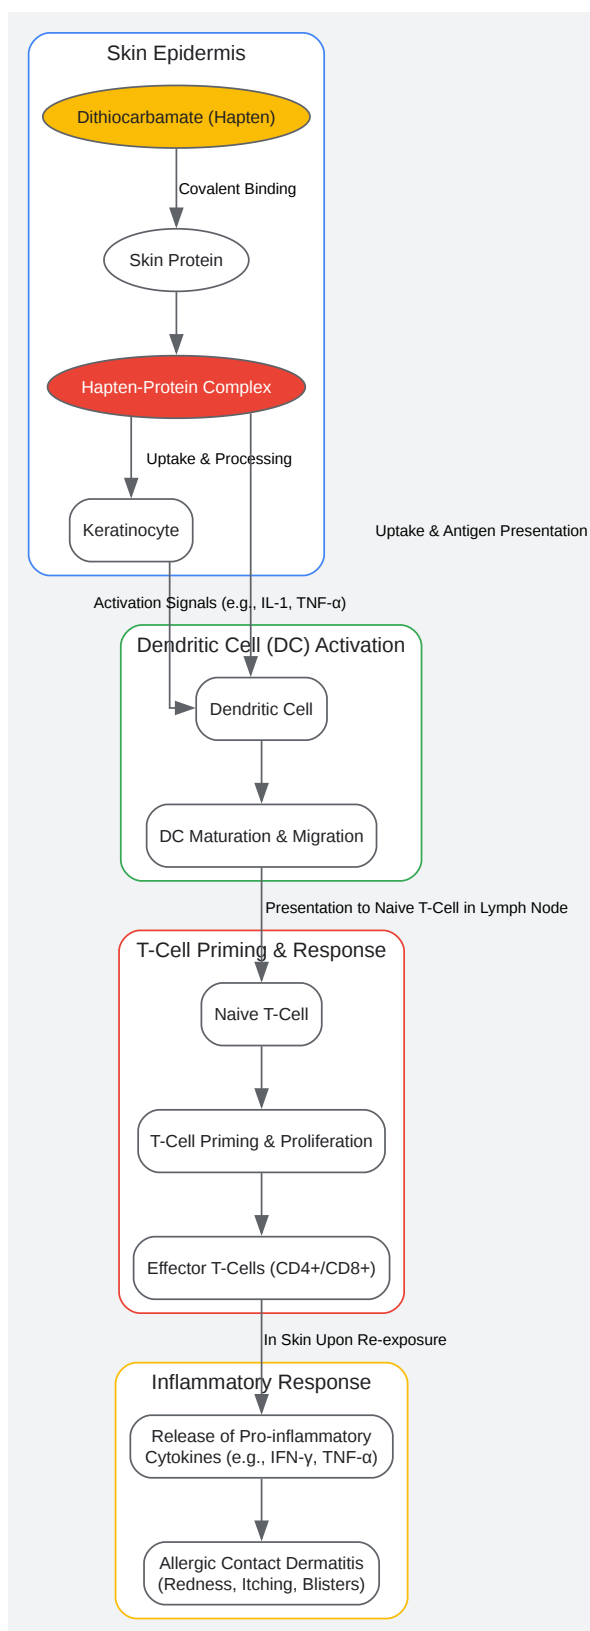 Skin Epidermis
Dithiocarbamate (Hapten)
Covalent Binding
Skin Protein
Hapten-Protein Complex
Uptake & Processing
Keratinocyte
Uptake & Antigen Presentation
Activation Signals (e.g., IL-1, TNF-α)
Dendritic Cell (DC) Activation
Dendritic Cell
DC Maturation & Migration
Presentation to Naive T-Cell in Lymph Node
T-Cell Priming & Response
Naive T-Cell
T-Cell Priming & Proliferation
Effector T-Cells (CD4+/CD8+)
In Skin Upon Re-exposure
Inflammatory Response
Release of Pro-inflammatory
Cytokines (e.g., IFN-γ, TNF-α)
Allergic Contact Dermatitis
(Redness, Itching, Blisters)